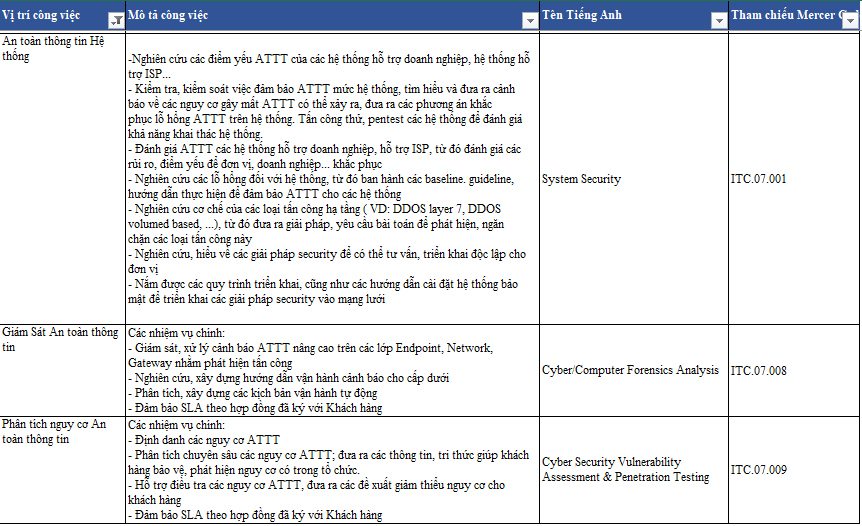 Vị trí công việc
Mô tả công việc
Tên Tiếng Anh
Tham chiếu Mercer
An toàn thông tin Hệ
thống
-Nghiên cứu các điểm yếu ATTT của các hệ thống hỗ trợ doanh nghiệp, hệ thống hỗ
trợ ISP...
- Kiểm tra, kiểm soát việc đảm bảo ATTT mức hệ thống, tìm hiểu và đưa ra cảnh
báo về các nguy cơ gây mất ATTT có thể xảy ra, đưa ra các phương án khắc
phục lỗ hổng ATTT trên hệ thống. Tấn công thử, pentest các hệ thống để đánh giá
khả năng khai thác hệ thống.
- Đánh giá ATTT các hệ thống hỗ trợ doanh nghiệp, hỗ trợ ISP, từ đó đánh giá các
rủi ro, điểm yếu để đơn vị, doanh nghiệp... khắc phục
- Nghiên cứu các lỗ hổng đối với hệ thống, từ đó ban hành các baseline. guideline,
hướng dẫn thực hiện để đảm bảo ATTT cho các hệ thống
- Nghiên cứu cơ chế của các loại tấn công hạ tầng ( VD: DDOS layer 7, DDOS
volumed based, ...), từ đó đưa ra giải pháp, yêu cầu bài toán để phát hiện, ngăn
chặn các loại tấn công này
- Nghiên cứu, hiểu về các giải pháp security để có thể tư vấn, triển khai độc lập cho
đơn vị
- Nắm được các quy trình triển khai, cũng như các hướng dẫn cài đặt hệ thống bảo
mật để triển khai các giải pháp security vào mạng lưới
System Security
ITC.07.001
Giám Sát An toàn thông
tin
Các nhiệm vụ chính:
- Giám sát, xử lý cảnh báo ATTT nâng cao trên các lớp Endpoint, Network,
Gateway nhằm phát hiện tấn công
- Nghiên cứu, xây dựng hướng dẫn vận hành cảnh báo cho cấp dưới
- Phân tích, xây dựng các kịch bản vận hành tự động
- Đảm bảo SLA theo hợp đồng đã ký với Khách hàng
Cyber/Computer Forensics Analysis
ITC.07.008
Phân tích nguy cơ An
toàn thông tin
Các nhiệm vụ chính:
- Định danh các nguy cơ ATTT
- Phân tích chuyên sâu các nguy cơ ATTT; đưa ra các thông tin, tri thức giúp khách
hàng bảo vệ, phát hiện nguy cơ có trong tổ chức.
- Hỗ trợ điều tra các nguy cơ ATTT, đưa ra các đề xuất giảm thiểu nguy cơ cho
khách hàng
- Đảm bảo SLA theo hợp đồng đã ký với Khách hàng
Cyber Security Vulnerability
Assessment & Penetration Testing
ITC.07.009